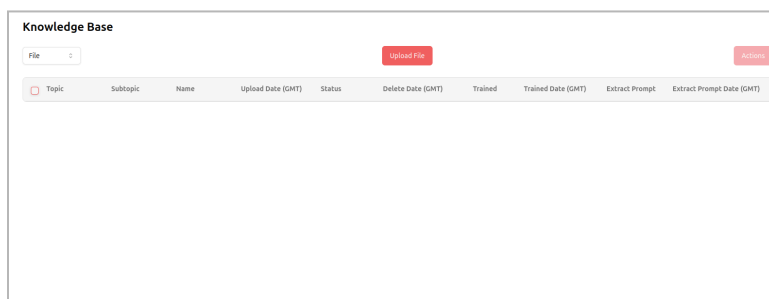 Knowledge Base
File Upload File Actions
Topic Subtopic Name Upload Date (GMT) Status Delete Date (GMT) Trained Trained Date (GMT) Extract Prompt Extract Prompt Date (GMT)